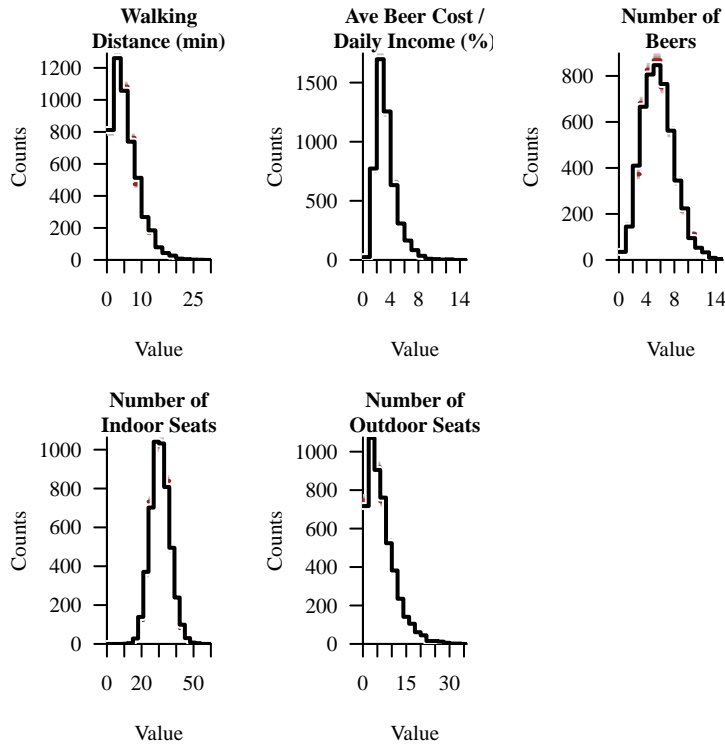 Walking
Distance (min)
1200
1000
800
600
400
200
0
Counts
0 10 25
Value
Ave Beer Cost /
Daily Income (%)
1500
1000
500
0
Counts
0 4 8 14
Value
Number of
Beers
800
600
400
200
0
Counts
0 4 8 14
Value
Number of
Indoor Seats
1000
800
600
400
200
0
Counts
0 20 50
Value
Number of
Outdoor Seats
1000
800
600
400
200
0
Counts
0 15 30
Value